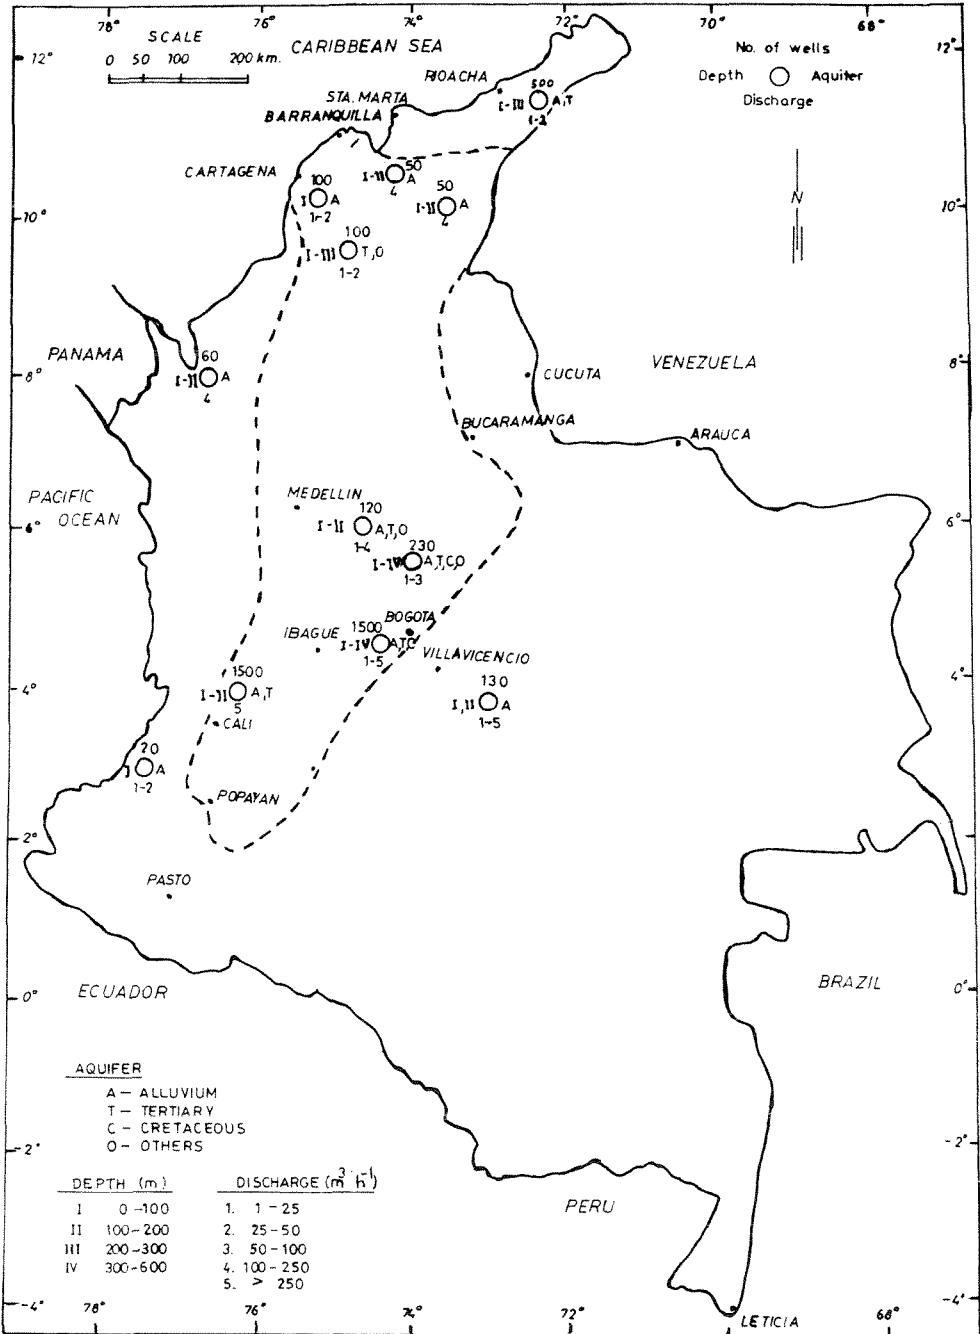 78° 76° 74° 72° 70° 68°
SCALE
0 50 100 200 km.
CARIBBEAN SEA
No. of wells
Depth Aquiter
Discharge
12° 12°
RIOACHA
500
I-III A,T
1-2
STA. MARTA
BARRANQUILLA
CARTAGENA
50
I-II A
4
100
I A
1-2
50
I-II A
4
N
10° 10°
100
I-III T,O
1-2
PANAMA
60
I-II A
4
8° 8°
CUCUTA
VENEZUELA
BUCARAMANGA
ARAUCA
PACIFIC
OCEAN
MEDELLIN
120
I-II A,T,O
1-4
6° 6°
230
I-IV A,T,C,O
1-3
IBAGUE
BOGOTA
1500
I-IV A,T,C
1-5
VILLAVICENCIO
1500
I-II A,T
5
4° 4°
130
I,II A
1-5
CALI
20
I A
1-2
POPAYAN
2° 2°
PASTO
ECUADOR
BRAZIL
0° 0°
AQUIFER
A — ALLUVIUM
T — TERTIARY
C — CRETACEOUS
O — OTHERS
-2° -2°
DEPTH (m)
I 0-100
II 100-200
III 200-300
IV 300-600
DISCHARGE (m³ h⁻¹)
1. 1-25
2. 25-50
3. 50-100
4. 100-250
5. > 250
PERU
-4° -4°
LETICIA
78° 76° 74° 72° 68°